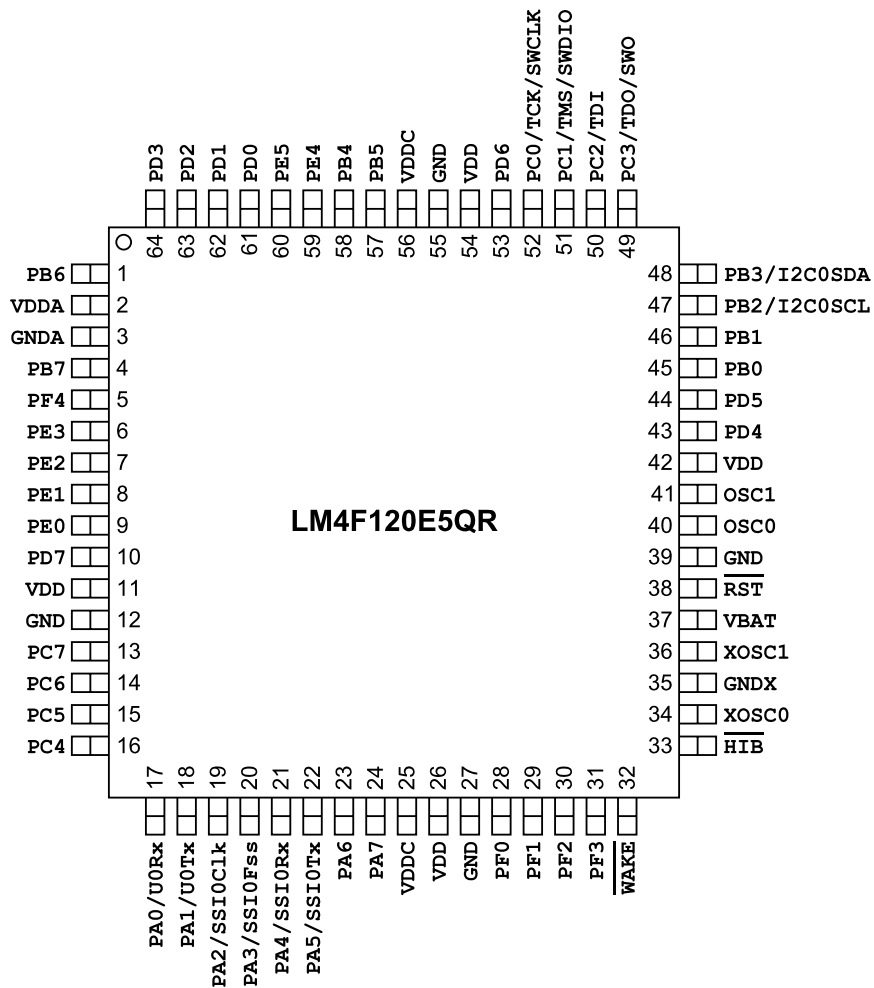 PD3
PD2
PD1
PD0
PE5
PE4
PB4
PB5
VDDC
GND
VDD
PD6
PC0/TCK/SWCLK
PC1/TMS/SWDIO
PC2/TDI
PC3/TDO/SWO
64 63 62 61 60 59 58 57 56 55 54 53 52 51 50 49
PB6 1
VDDA 2
GNDA 3
PB7 4
PF4 5
PE3 6
PE2 7
PE1 8
PE0 9
PD7 10
VDD 11
GND 12
PC7 13
PC6 14
PC5 15
PC4 16
LM4F120E5QR
48 PB3/I2C0SDA
47 PB2/I2C0SCL
46 PB1
45 PB0
44 PD5
43 PD4
42 VDD
41 OSC1
40 OSC0
39 GND
38 RST
37 VBAT
36 XOSC1
35 GNDX
34 XOSC0
33 HIB
17 18 19 20 21 22 23 24 25 26 27 28 29 30 31 32
PA0/U0Rx
PA1/U0Tx
PA2/SSI0Clk
PA3/SSI0Fss
PA4/SSI0Rx
PA5/SSI0Tx
PA6
PA7
VDDC
VDD
GND
PF0
PF1
PF2
PF3
WAKE